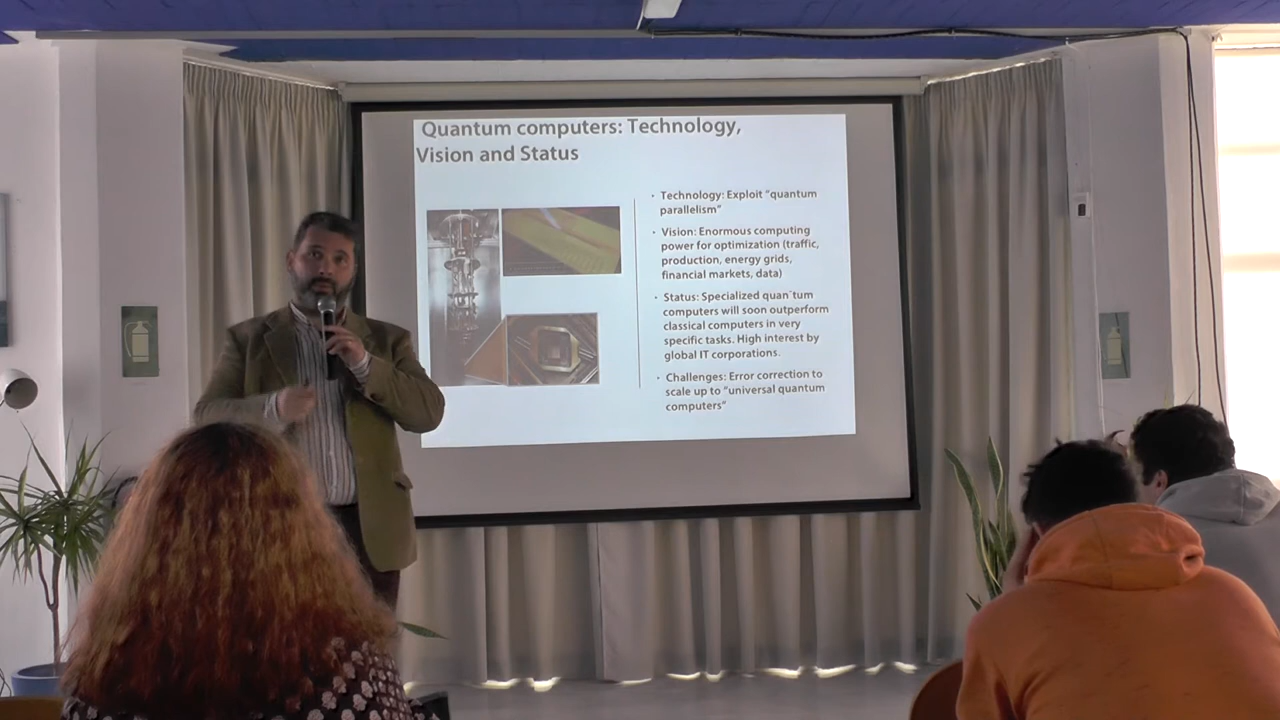 Quantum computers: Technology,
Vision and Status
· Technology: Exploit "quantum
parallelism"
· Vision: Enormous computing
power for optimization (traffic,
production, energy grids,
financial markets, data)
· Status: Specialized quan´tum
computers will soon outperform
classical computers in very
specific tasks. High interest by
global IT corporations.
· Challenges: Error correction to
scale up to "universal quantum
computers"